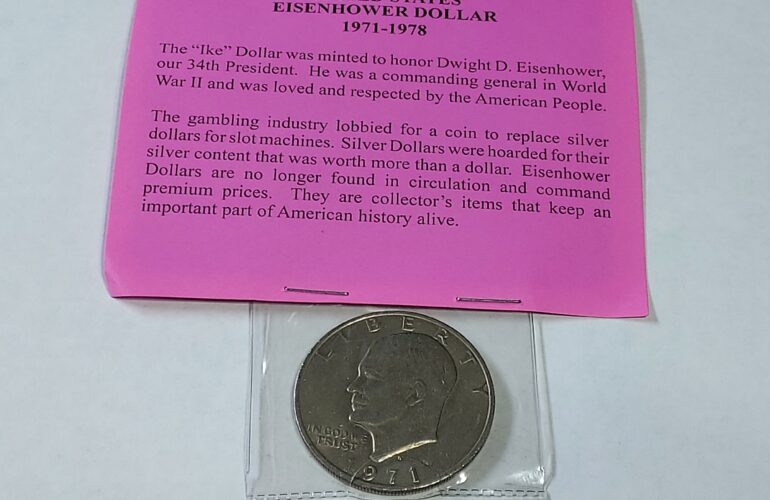 STATES
EISENHOWER DOLLAR
1971-1978
The “Ike” Dollar was minted to honor Dwight D. Eisenhower,
our 34th President. He was a commanding general in World
War II and was loved and respected by the American People.
The gambling industry lobbied for a coin to replace silver
dollars for slot machines. Silver Dollars were hoarded for their
silver content that was worth more than a dollar. Eisenhower
Dollars are no longer found in circulation and command
premium prices. They are collector's items that keep an
important part of American history alive.
LIBERTY
IN GOD WE
TRUST
1971